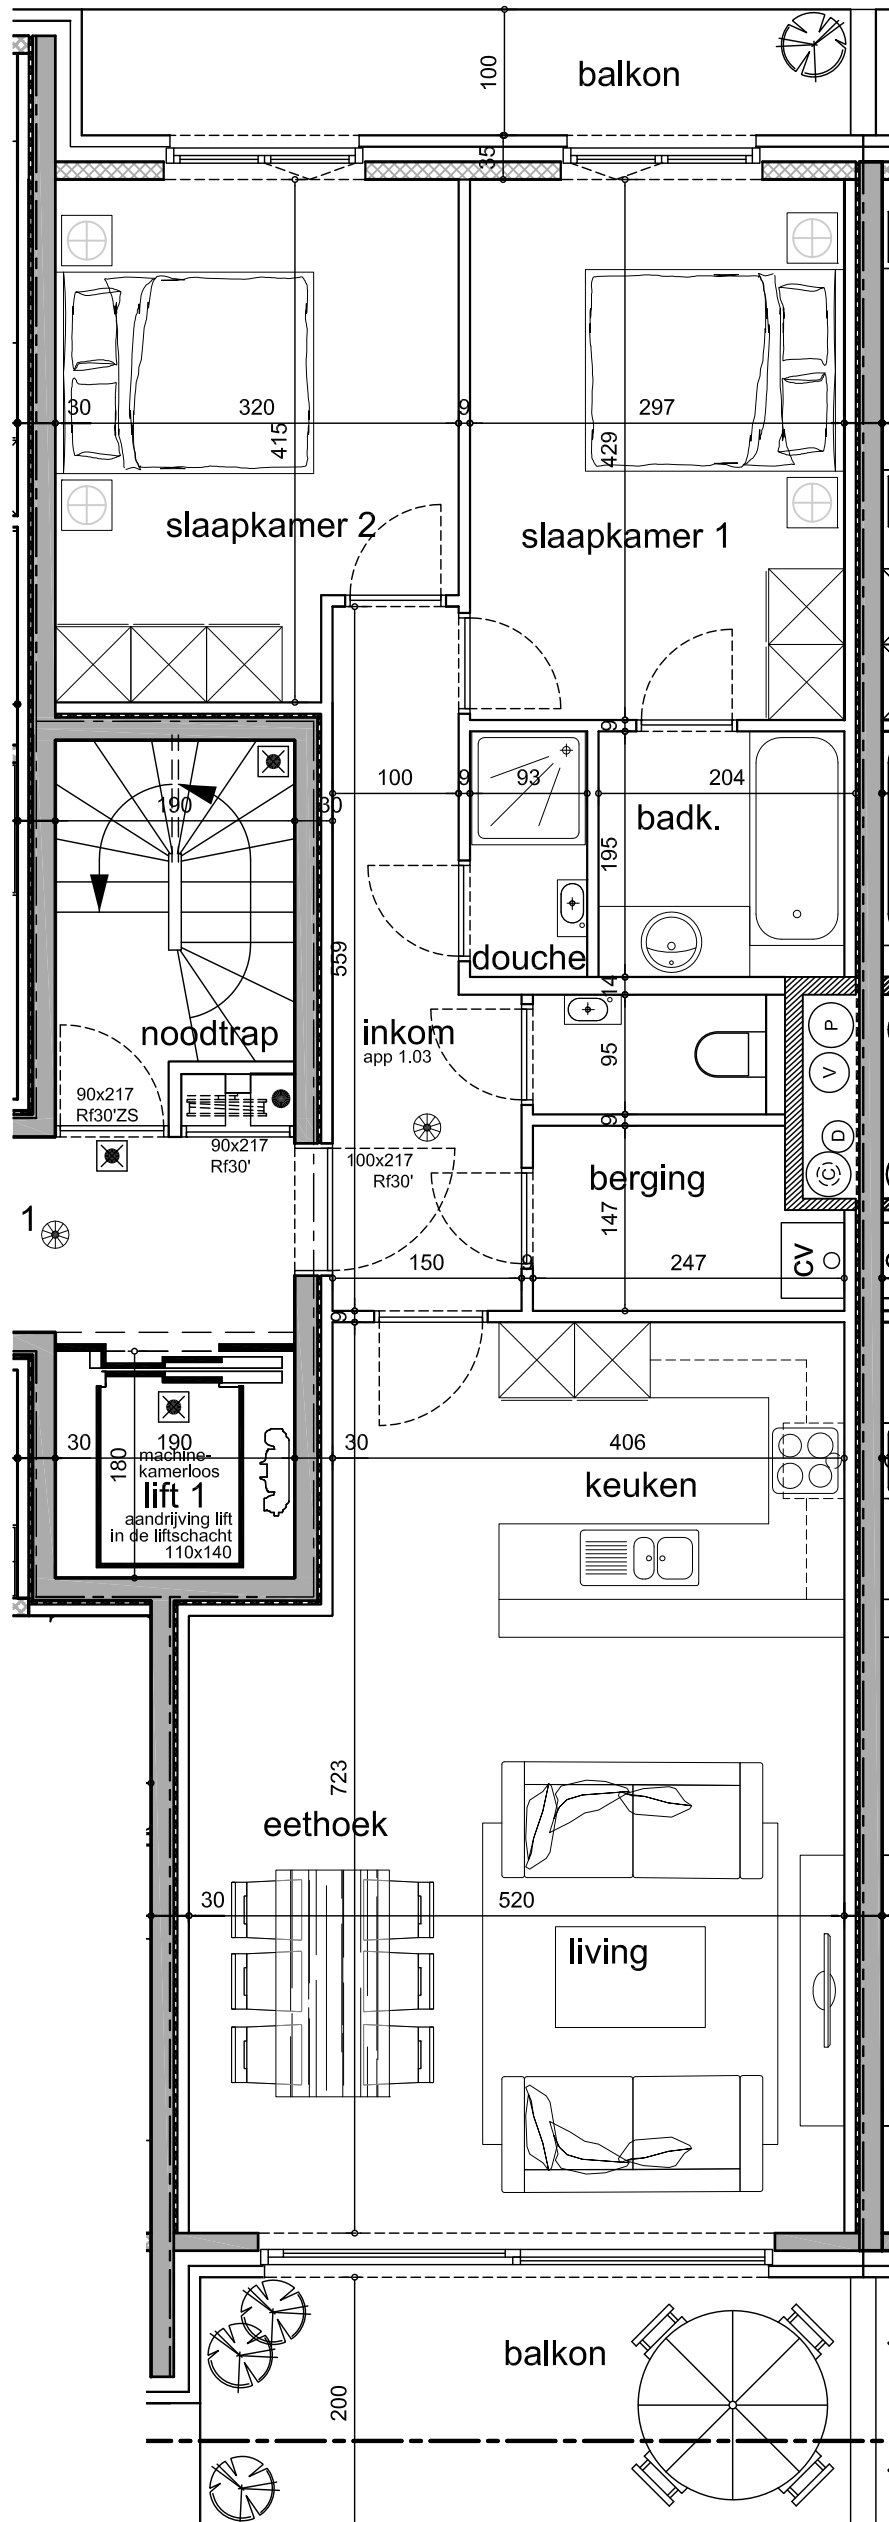 100
balkon
35
30
320
9
297
415
429
slaapkamer 2
slaapkamer 1
9
100
9
93
204
190
30
badk.
195
559
douche
14
noodtrap
inkom
app 1.03
95
P
V
D
C
90x217
Rf30'ZS
90x217
Rf30'
9
100x217
Rf30'
berging
147
1
150
9
247
CV
9
30
190
30
406
180
machine-
kamerloos
lift 1
aandrijving lift
in de liftschacht
110x140
keuken
723
eethoek
30
520
living
balkon
200